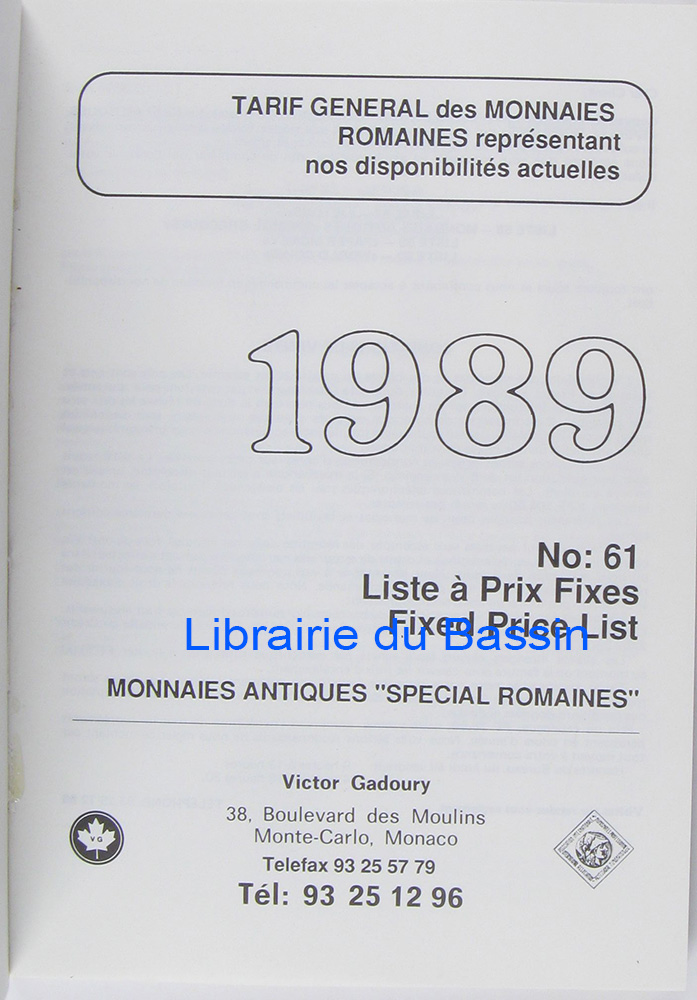 TARIF GENERAL des MONNAIES
ROMAINES représentant
nos disponibilités actuelles
1989
No: 61
Liste à Prix Fixes
Fixed Price List
Librairie du Bassin
MONNAIES ANTIQUES "SPECIAL ROMAINES"
Victor Gadoury
38, Boulevard des Moulins
Monte-Carlo, Monaco
Telefax 93 25 57 79
Tél: 93 25 12 96
VG